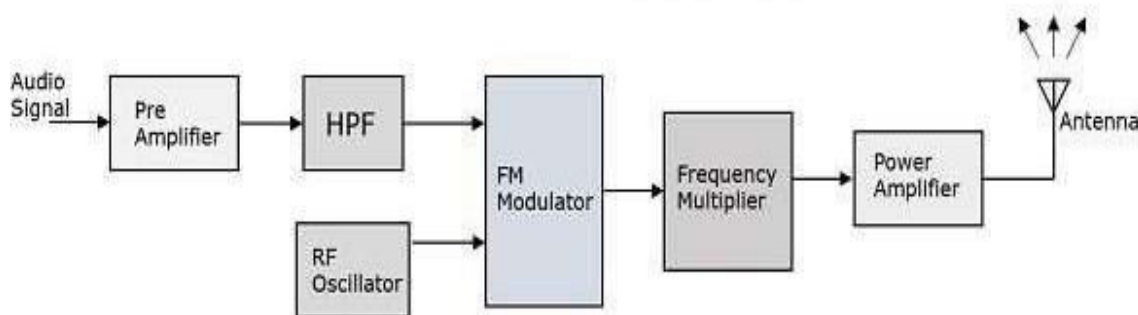 Audio
Signal
Pre
Amplifier
HPF
RF
Oscillator
FM
Modulator
Frequency
Multiplier
Power
Amplifier
Antenna